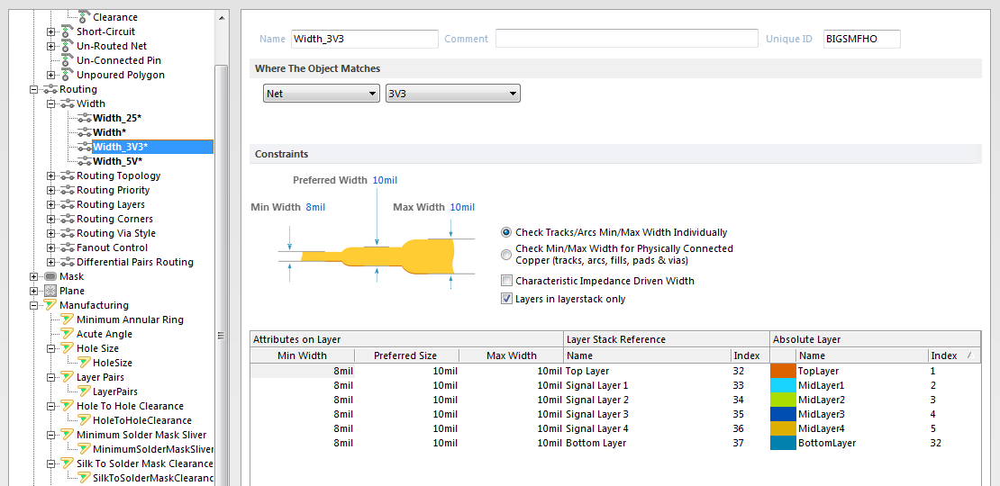 Clearance
Short-Circuit
Un-Routed Net
Un-Connected Pin
Unpoured Polygon
Routing
Width
Width_25*
Width*
Width_3V3*
Width_5V*
Routing Topology
Routing Priority
Routing Layers
Routing Corners
Routing Via Style
Fanout Control
Differential Pairs Routing
Mask
Plane
Manufacturing
Minimum Annular Ring
Acute Angle
Hole Size
HoleSize
Layer Pairs
LayerPairs
Hole To Hole Clearance
HoleToHoleClearance
Minimum Solder Mask Sliver
MinimumSolderMaskSliver
Silk To Solder Mask Clearance
SilkToSolderMaskClearanc
Name Width_3V3 Comment Unique ID BIGSMFHO
Where The Object Matches
Net 3V3
Constraints
Preferred Width 10mil
Min Width 8mil Max Width 10mil
Check Tracks/Arcs Min/Max Width Individually
Check Min/Max Width for Physically Connected
Copper (tracks, arcs, fills, pads & vias)
Characteristic Impedance Driven Width
Layers in layerstack only
Attributes on Layer Layer Stack Reference Absolute Layer
Min Width Preferred Size Max Width Name Index Name Index
8mil 10mil 10mil Top Layer 32 TopLayer 1
8mil 10mil 10mil Signal Layer 1 33 MidLayer1 2
8mil 10mil 10mil Signal Layer 2 34 MidLayer2 3
8mil 10mil 10mil Signal Layer 3 35 MidLayer3 4
8mil 10mil 10mil Signal Layer 4 36 MidLayer4 5
8mil 10mil 10mil Bottom Layer 37 BottomLayer 32